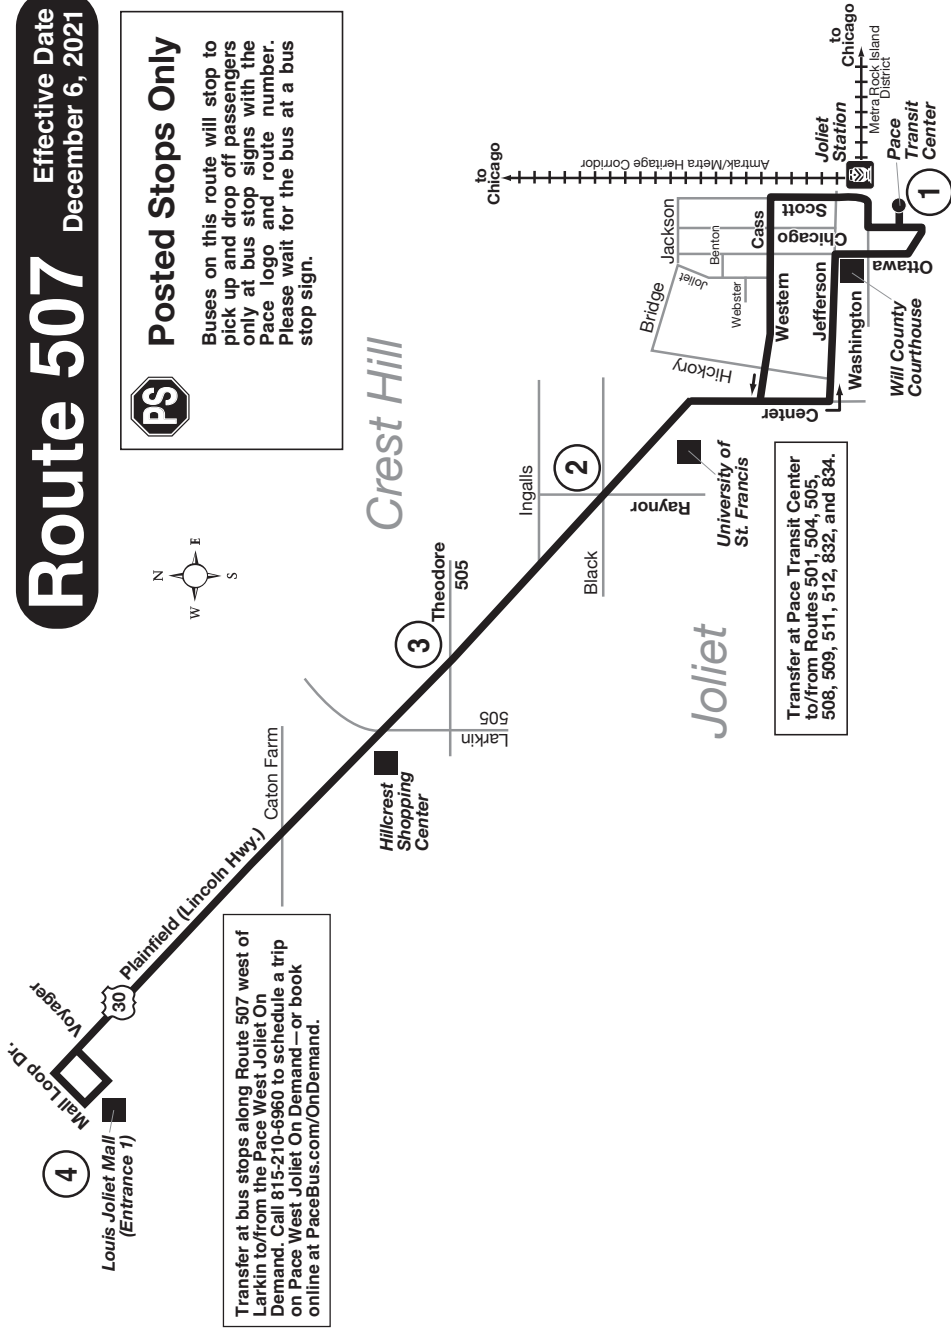 Route 507
Effective Date
December 6, 2021
PS
Posted Stops Only
Buses on this route will stop to
pick up and drop off passengers
only at bus stop signs with the
Pace logo and route number.
Please wait for the bus at a bus
stop sign.
N
W
E
S
4
Mall Loop Dr.
Voyager
Louis Joliet Mall
(Entrance 1)
30
Plainfield (Lincoln Hwy.)
Caton Farm
Transfer at bus stops along Route 507 west of
Larkin to/from the Pace West Joliet On
Demand. Call 815-210-6960 to schedule a trip
on Pace West Joliet On Demand—or book
online at PaceBus.com/OnDemand.
Hillcrest
Shopping
Center
Larkin
505
3
Theodore
505
Crest Hill
Joliet
Ingalls
2
Black
Raynor
University of
St. Francis
Transfer at Pace Transit Center
to/from Routes 501, 504, 505,
508, 509, 511, 512, 832, and 834.
Center
Hickory
Bridge
Joliet
Jackson
Webster
Benton
Western
Cass
Jefferson
Chicago
Scott
Washington
Ottawa
Will County
Courthouse
to
Chicago
Amtrak/Metra Heritage Corridor
Joliet
Station
to
Chicago
Metra Rock Island
District
Pace
Transit
Center
1